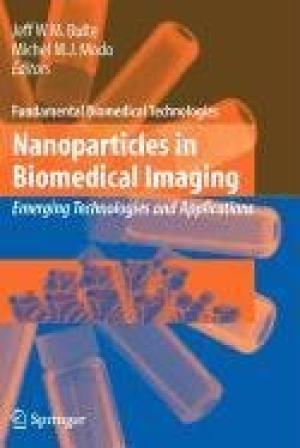 Jeff W.M. Bulte
Michel M.J. Modo
Editors
Fundamental Biomedical Technologies
Nanoparticles in
Biomedical Imaging
Emerging Technologies and Applications
Springer